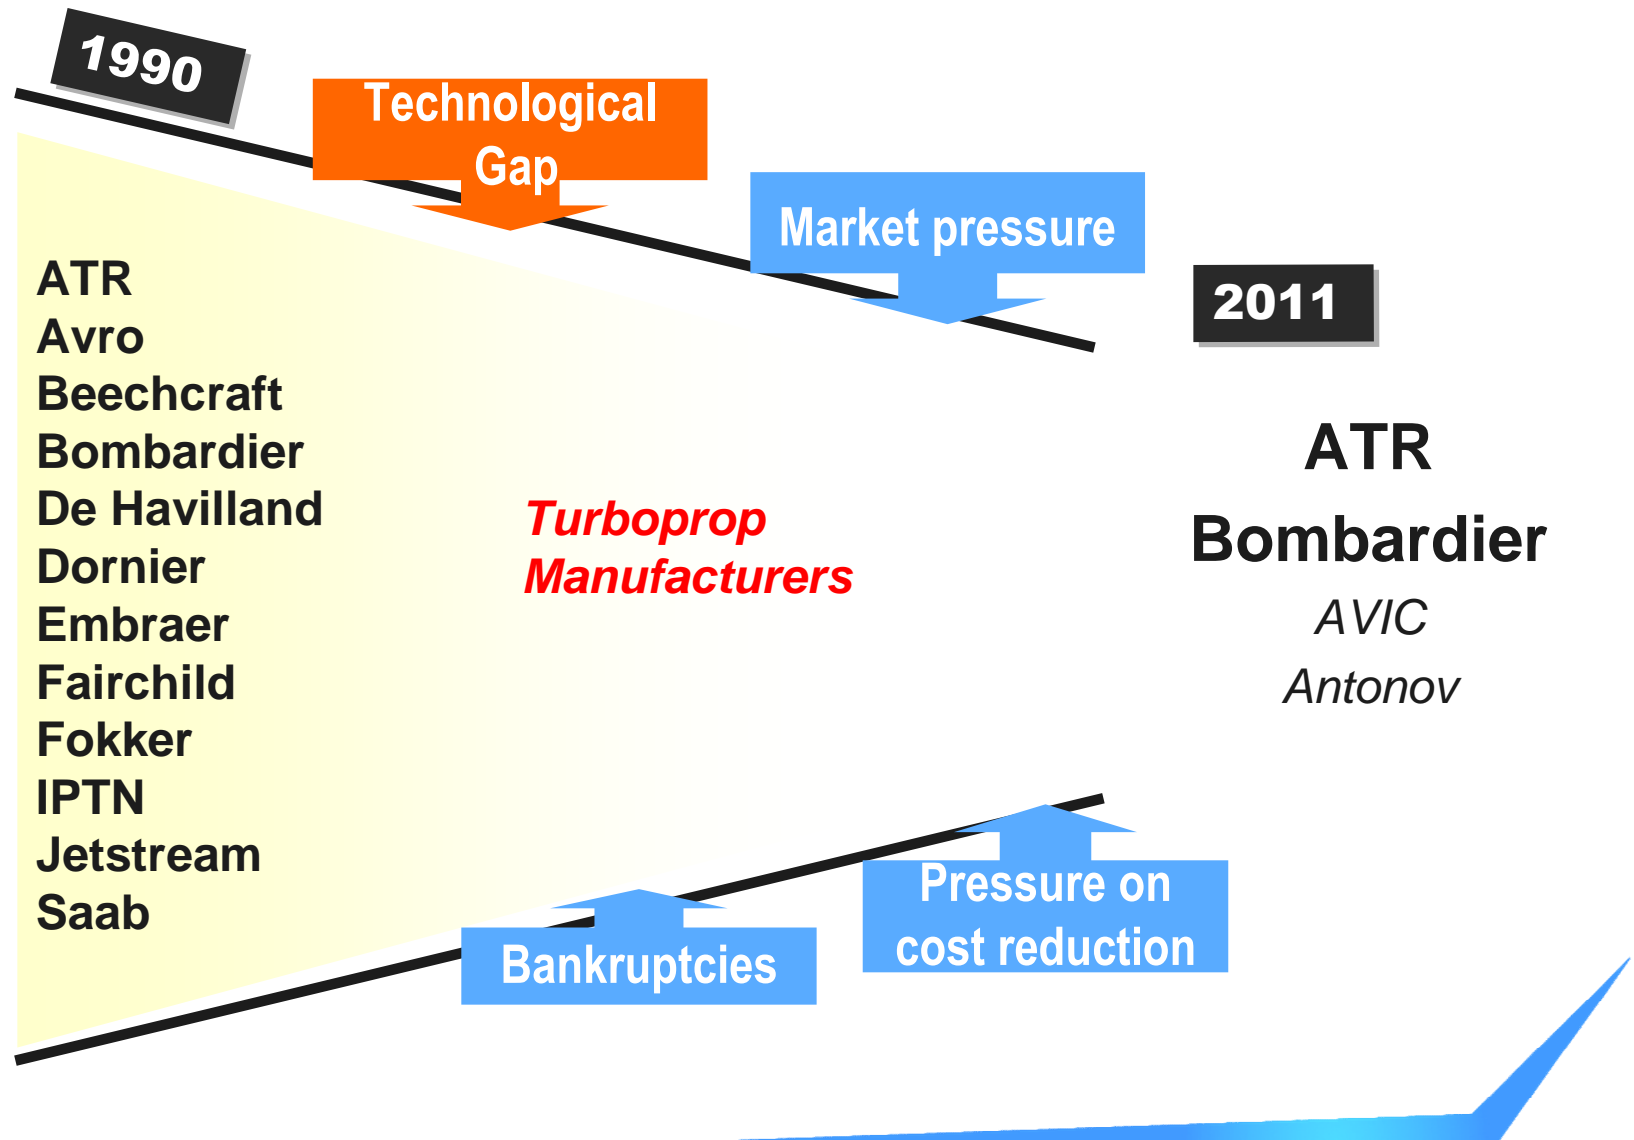 1990
Technological
Gap
Market pressure
2011
ATR
Avro
Beechcraft
Bombardier
De Havilland
Dornier
Embraer
Fairchild
Fokker
IPTN
Jetstream
Saab
Turboprop
Manufacturers
ATR
Bombardier
AVIC
Antonov
Bankruptcies
Pressure on
cost reduction